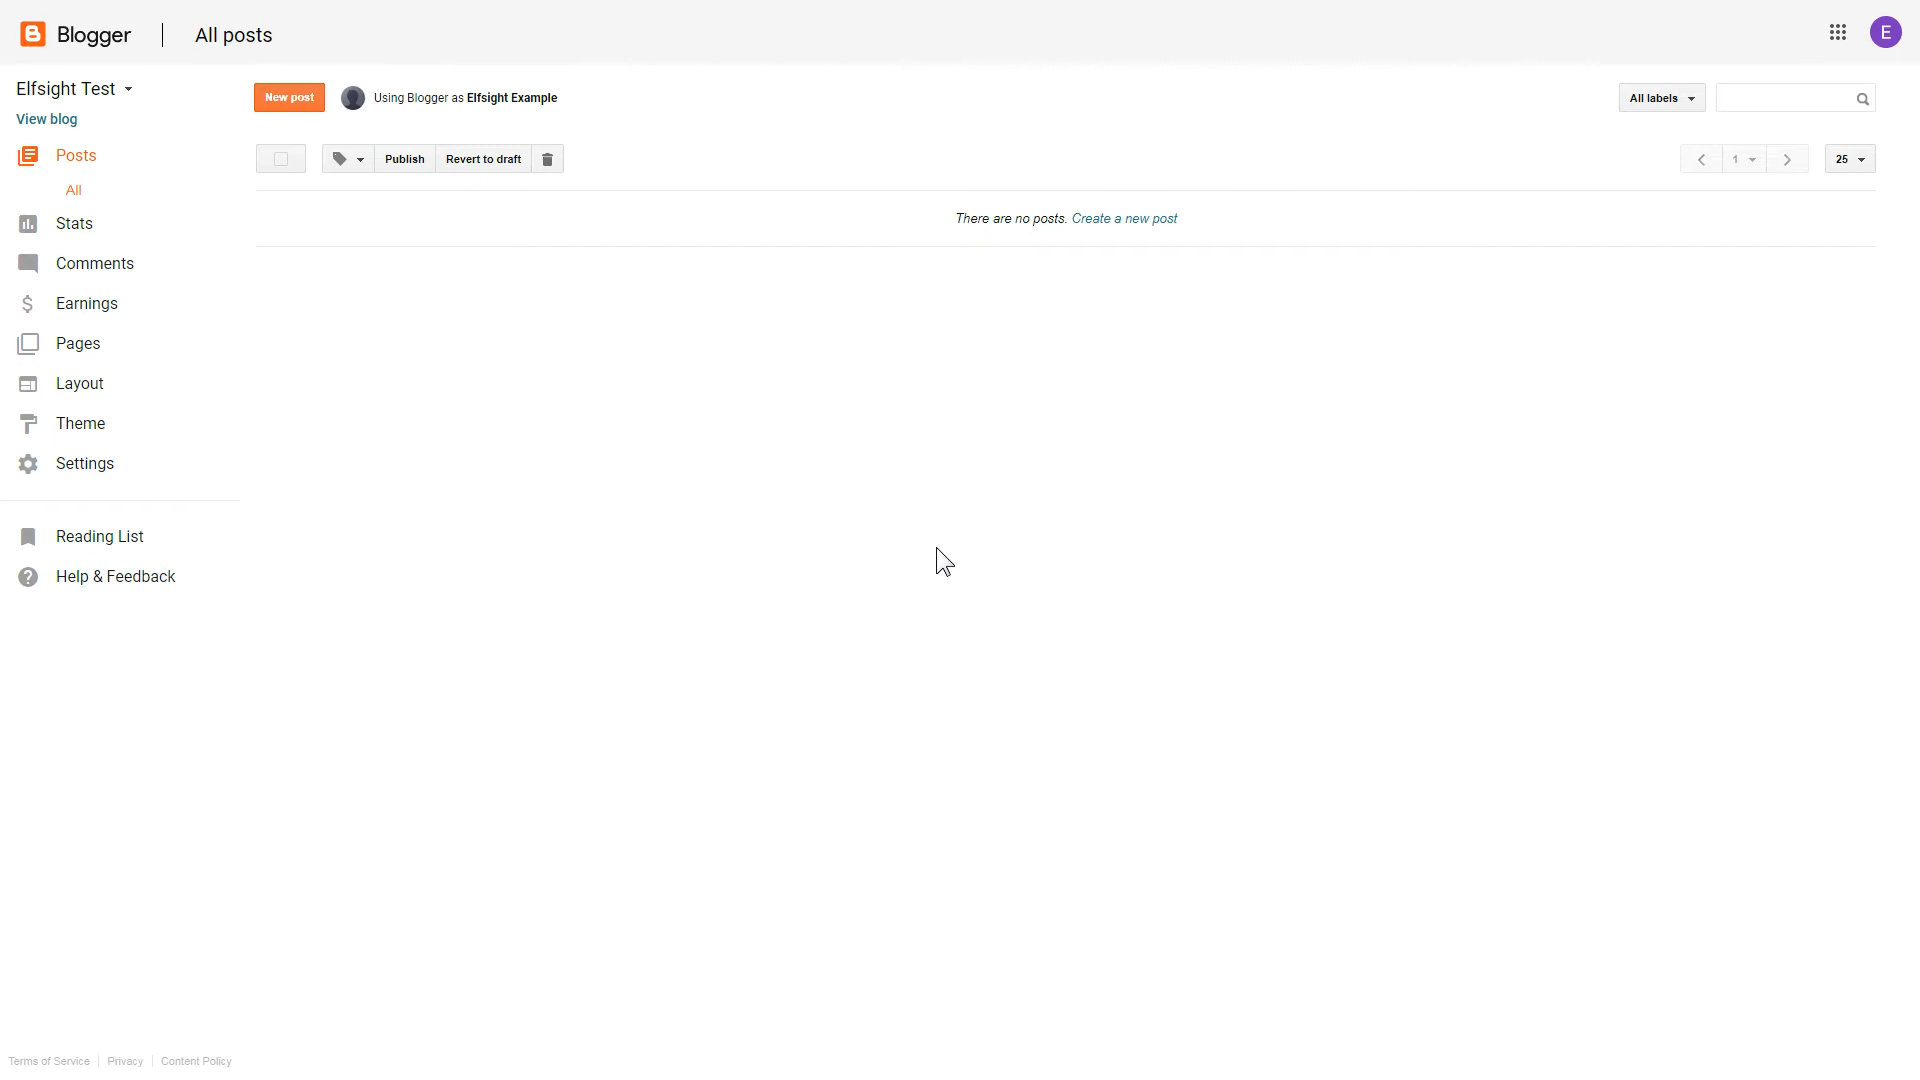 Blogger
All posts
E
Elfsight Test
View blog
Posts
All
Stats
Comments
Earnings
Pages
Layout
Theme
Settings
Reading List
Help & Feedback
New post
Using Blogger as Elfsight Example
All labels
Publish
Revert to draft
1
25
There are no posts. Create a new post
Terms of Service
Privacy
Content Policy